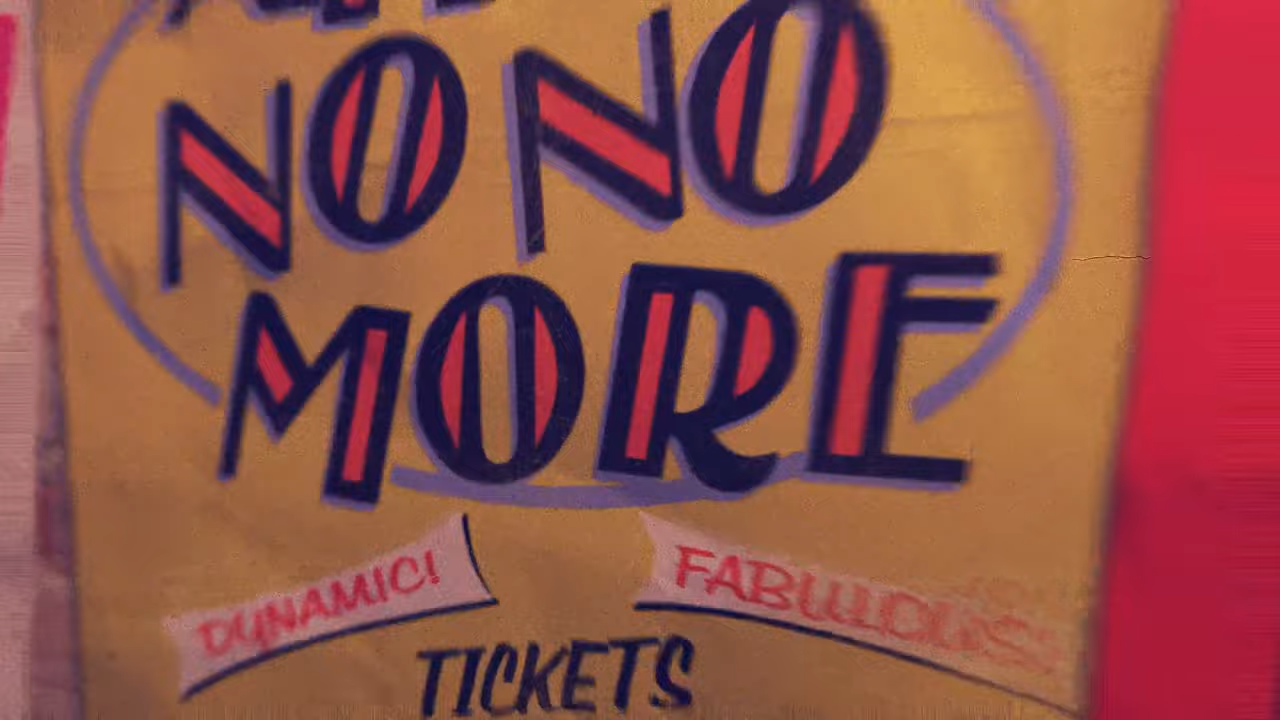 NO NO
MORE
DYNAMIC!
FABULOUS
TICKETS